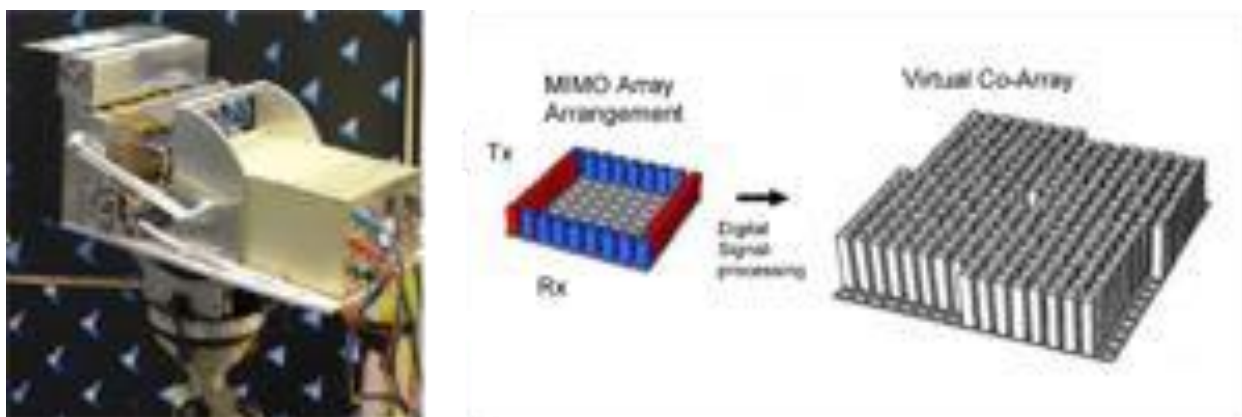 MIMO Array
Arrangement
Virtual Co-Array
Tx
Digital
Signal-
processing
Rx